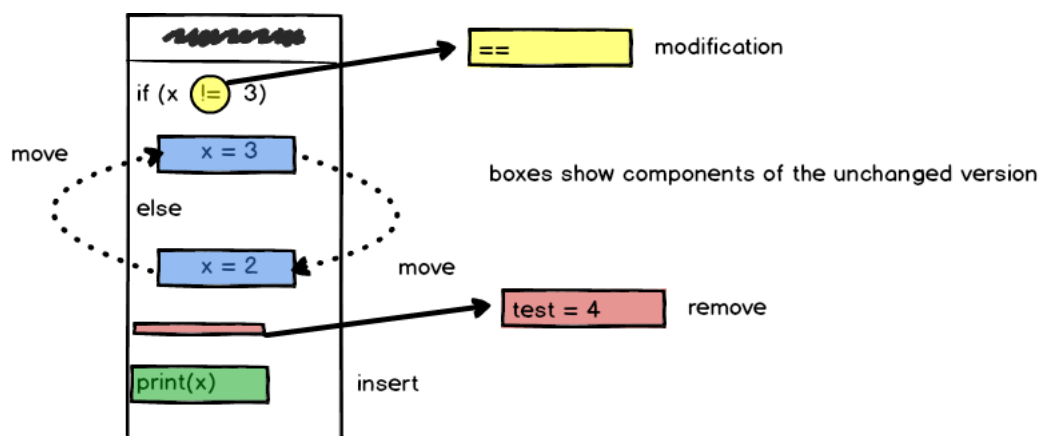 == modification
if (x != 3)
move
x = 3
boxes show components of the unchanged version
else
x = 2
move
test = 4 remove
print(x) insert